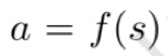 a = f(s)